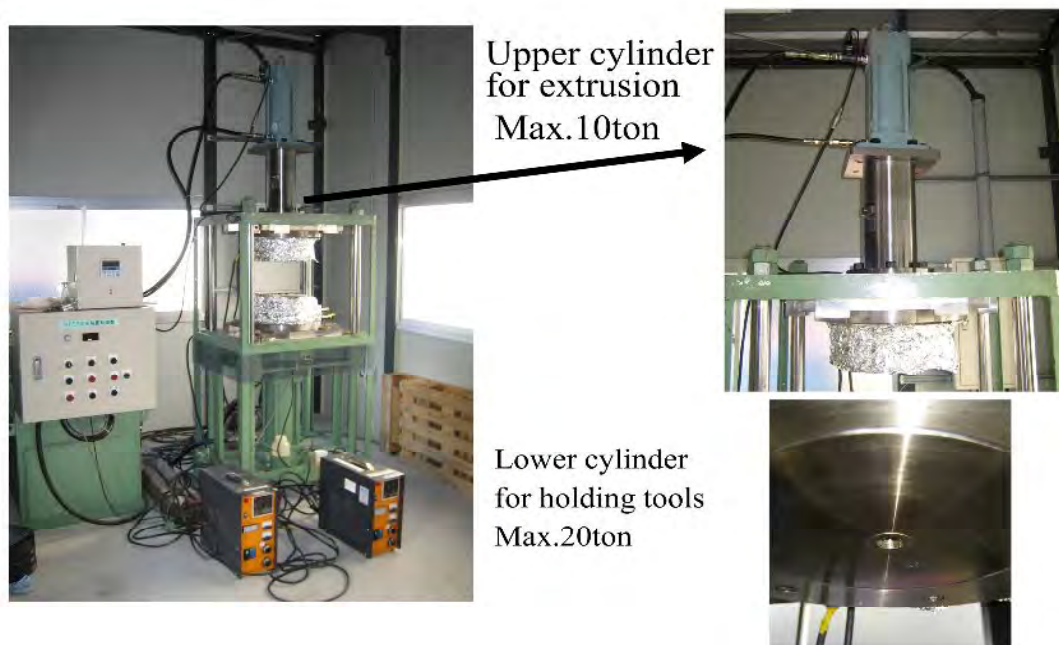 Upper cylinder
for extrusion
Max.10ton
Lower cylinder
for holding tools
Max.20ton